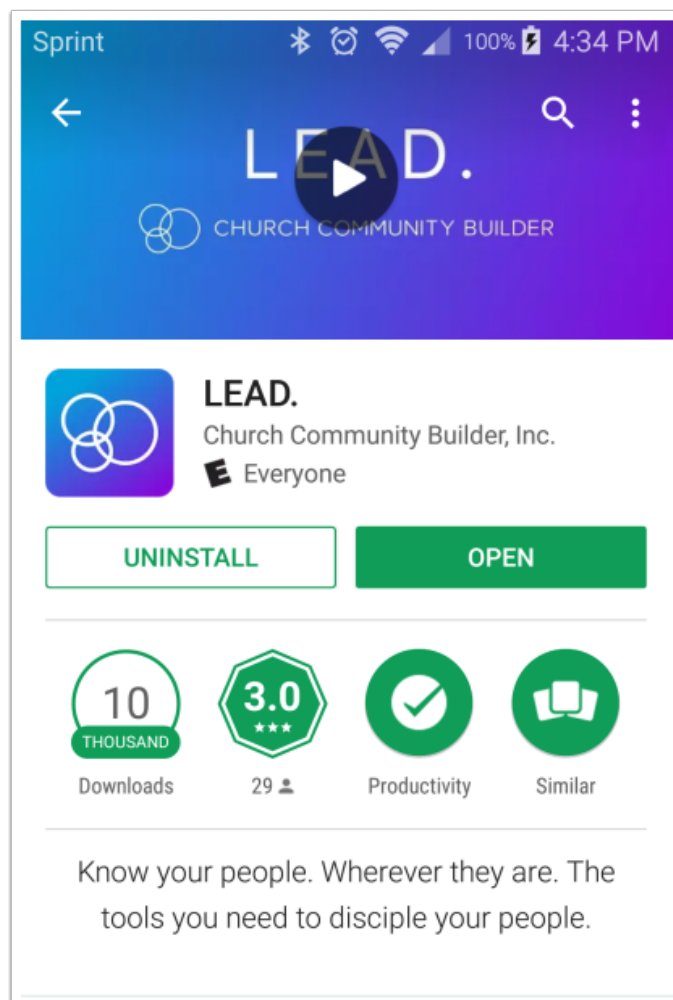 Sprint 100% 4:34 PM
LEAD.
CHURCH COMMUNITY BUILDER
LEAD.
Church Community Builder, Inc.
E Everyone
UNINSTALL OPEN
10 3.0
THOUSAND
Downloads 29 Productivity Similar
Know your people. Wherever they are. The
tools you need to disciple your people.